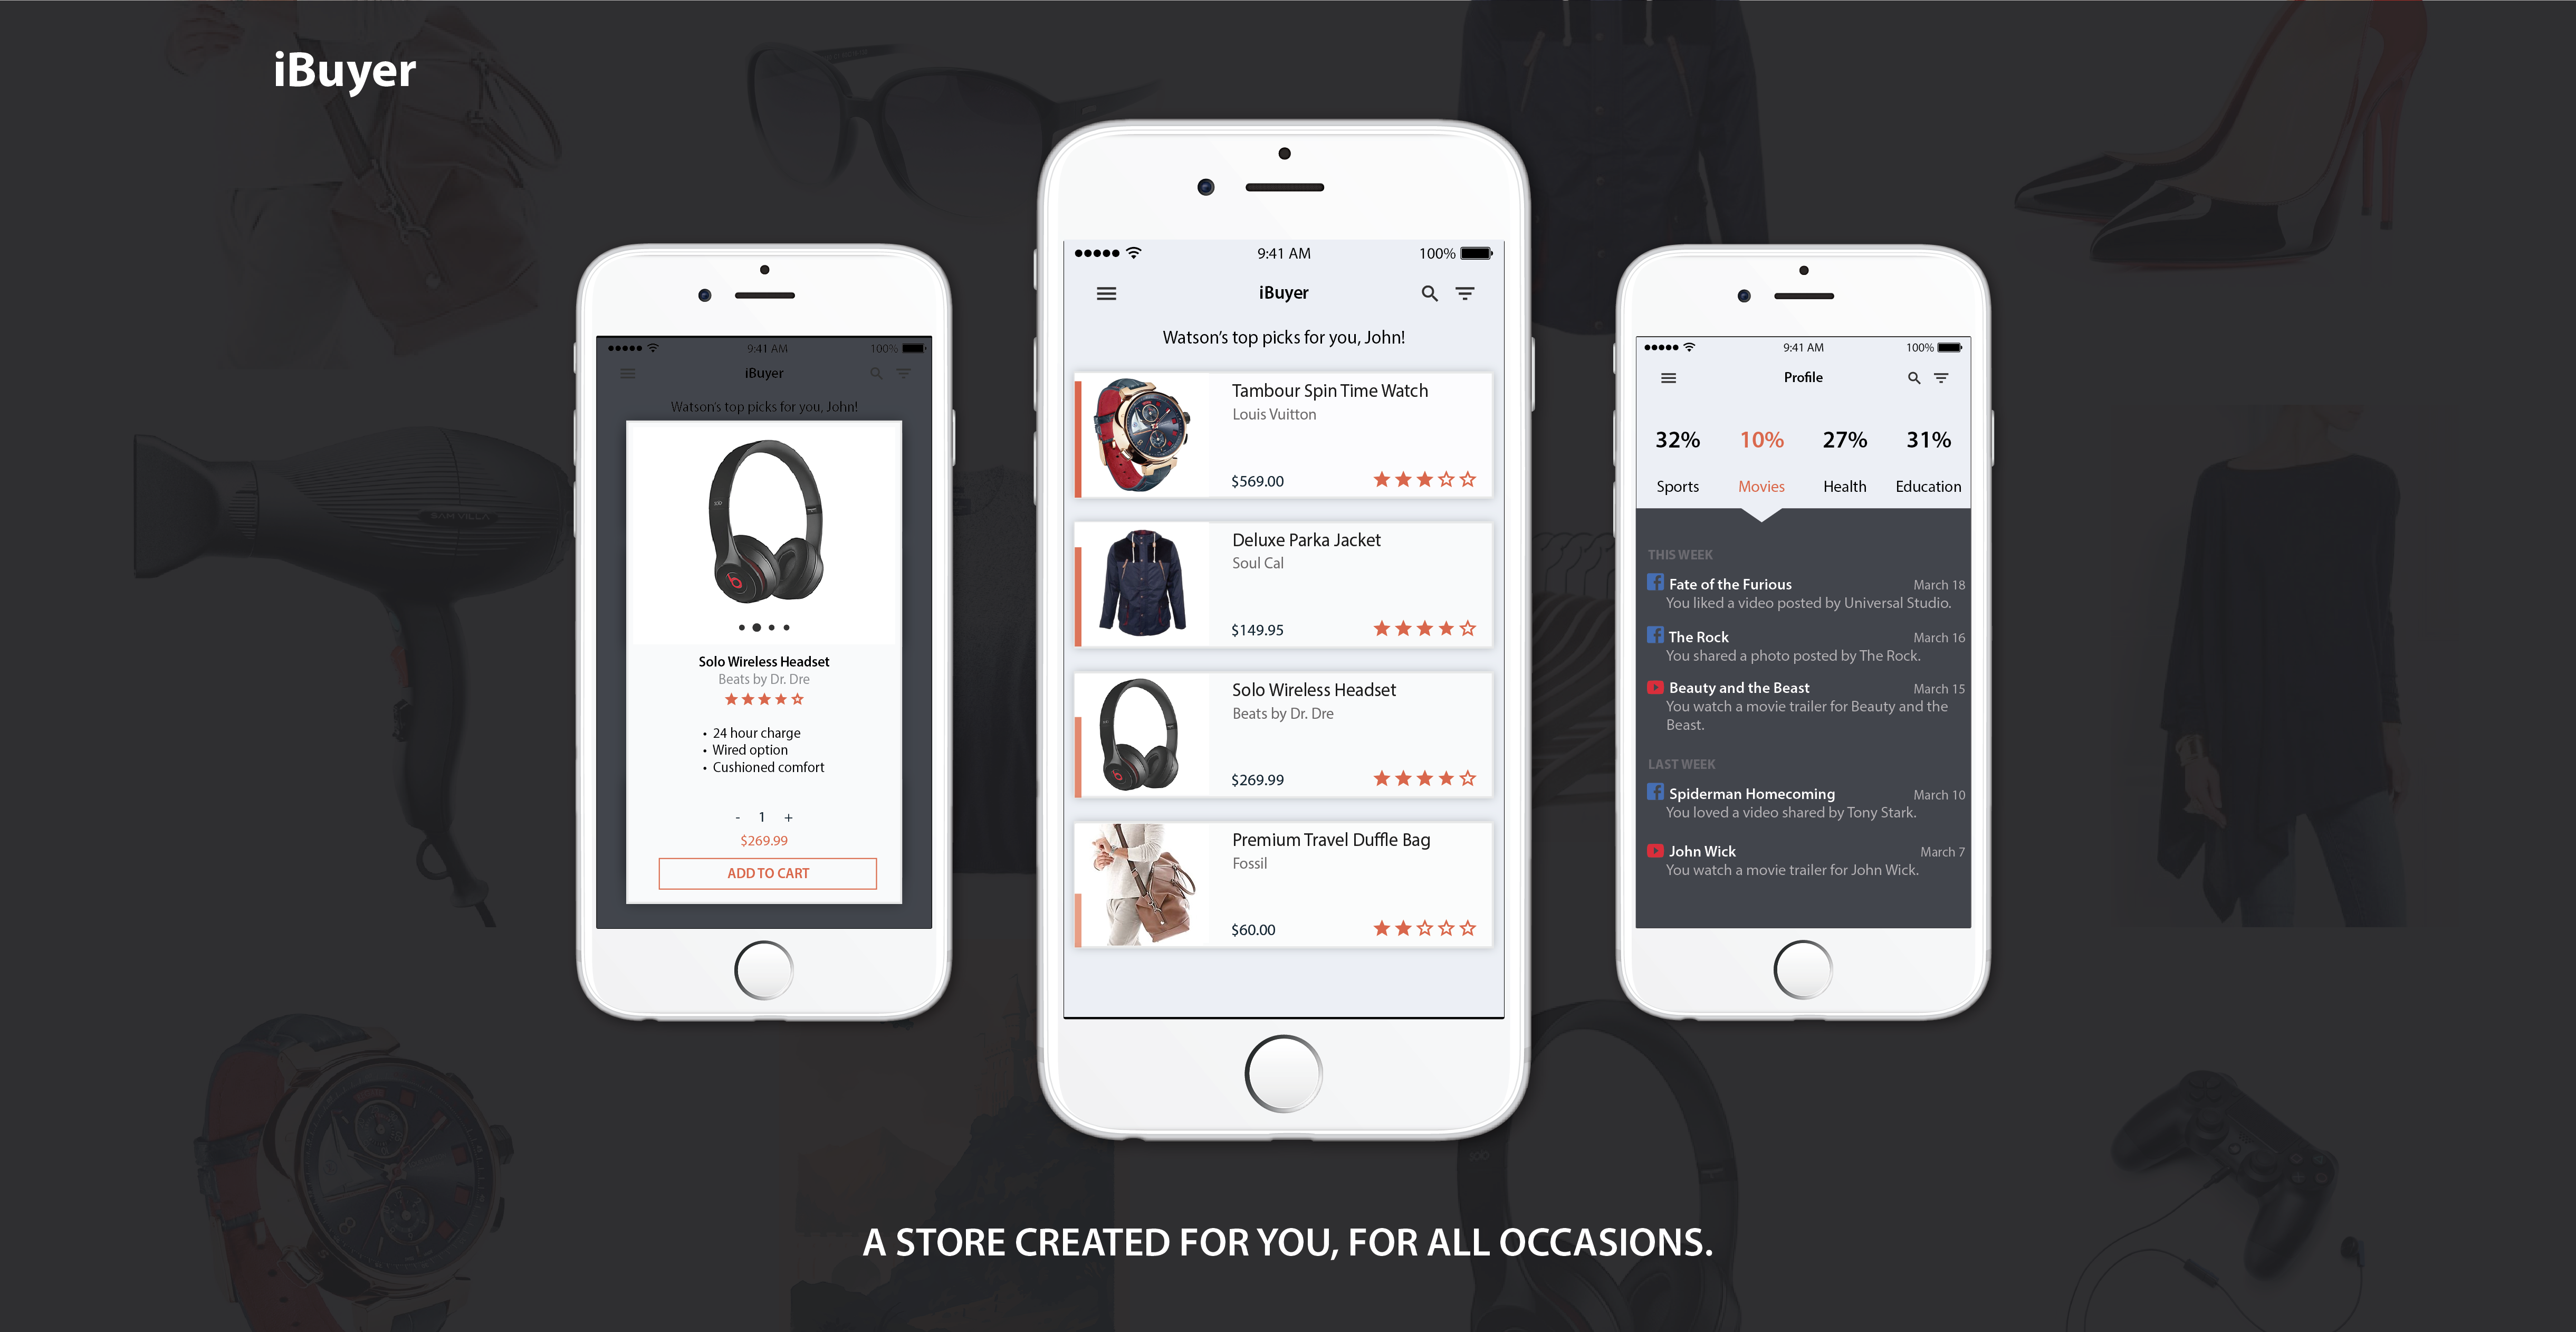 iBuyer
9:41 AM
100%
iBuyer
Watson's top picks for you, John!
Solo Wireless Headset
Beats by Dr. Dre
• 24 hour charge
• Wired option
• Cushioned comfort
- 1 +
$269.99
ADD TO CART
9:41 AM
100%
iBuyer
Watson's top picks for you, John!
Tambour Spin Time Watch
Louis Vuitton
$569.00
Deluxe Parka Jacket
Soul Cal
$149.95
Solo Wireless Headset
Beats by Dr. Dre
$269.99
Premium Travel Duffle Bag
Fossil
$60.00
9:41 AM
100%
Profile
32% 10% 27% 31%
Sports Movies Health Education
THIS WEEK
Fate of the Furious March 18
You liked a video posted by Universal Studio.
The Rock March 16
You shared a photo posted by The Rock.
Beauty and the Beast March 15
You watch a movie trailer for Beauty and the
Beast.
LAST WEEK
Spiderman Homecoming March 10
You loved a video shared by Tony Stark.
John Wick March 7
You watch a movie trailer for John Wick.
SAM VILLA
A STORE CREATED FOR YOU, FOR ALL OCCASIONS.